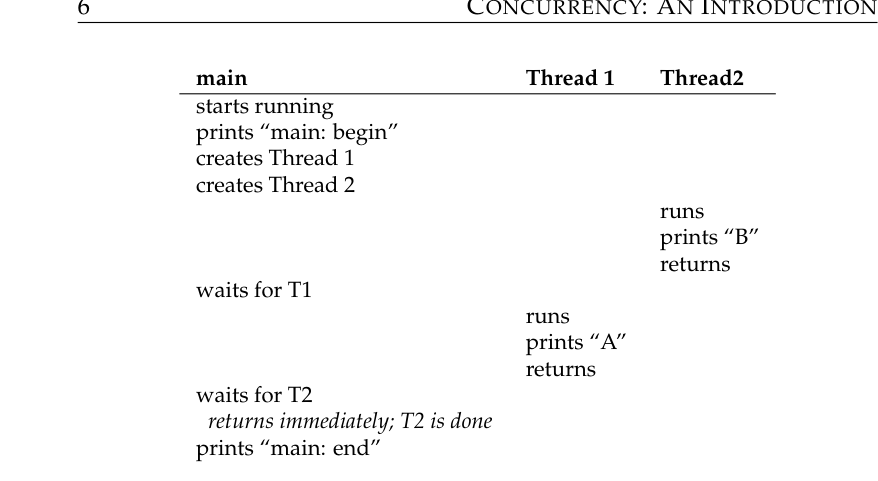 6 CONCURRENCY: AN INTRODUCTION
main Thread 1 Thread2
starts running
prints “main: begin”
creates Thread 1
creates Thread 2
runs
prints “B”
returns
waits for T1
runs
prints “A”
returns
waits for T2
returns immediately; T2 is done
prints “main: end”